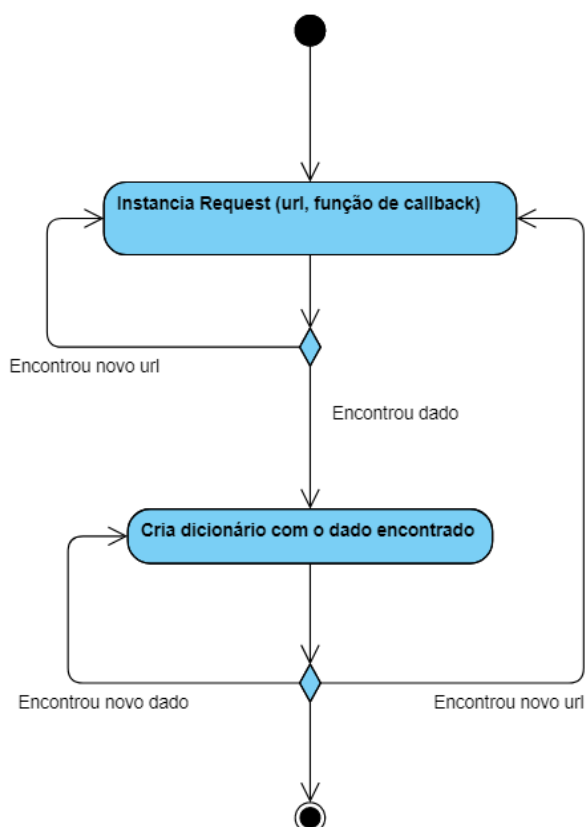 Instancia Request (url, função de callback)
Encontrou novo url
Encontrou dado
Cria dicionário com o dado encontrado
Encontrou novo dado
Encontrou novo url